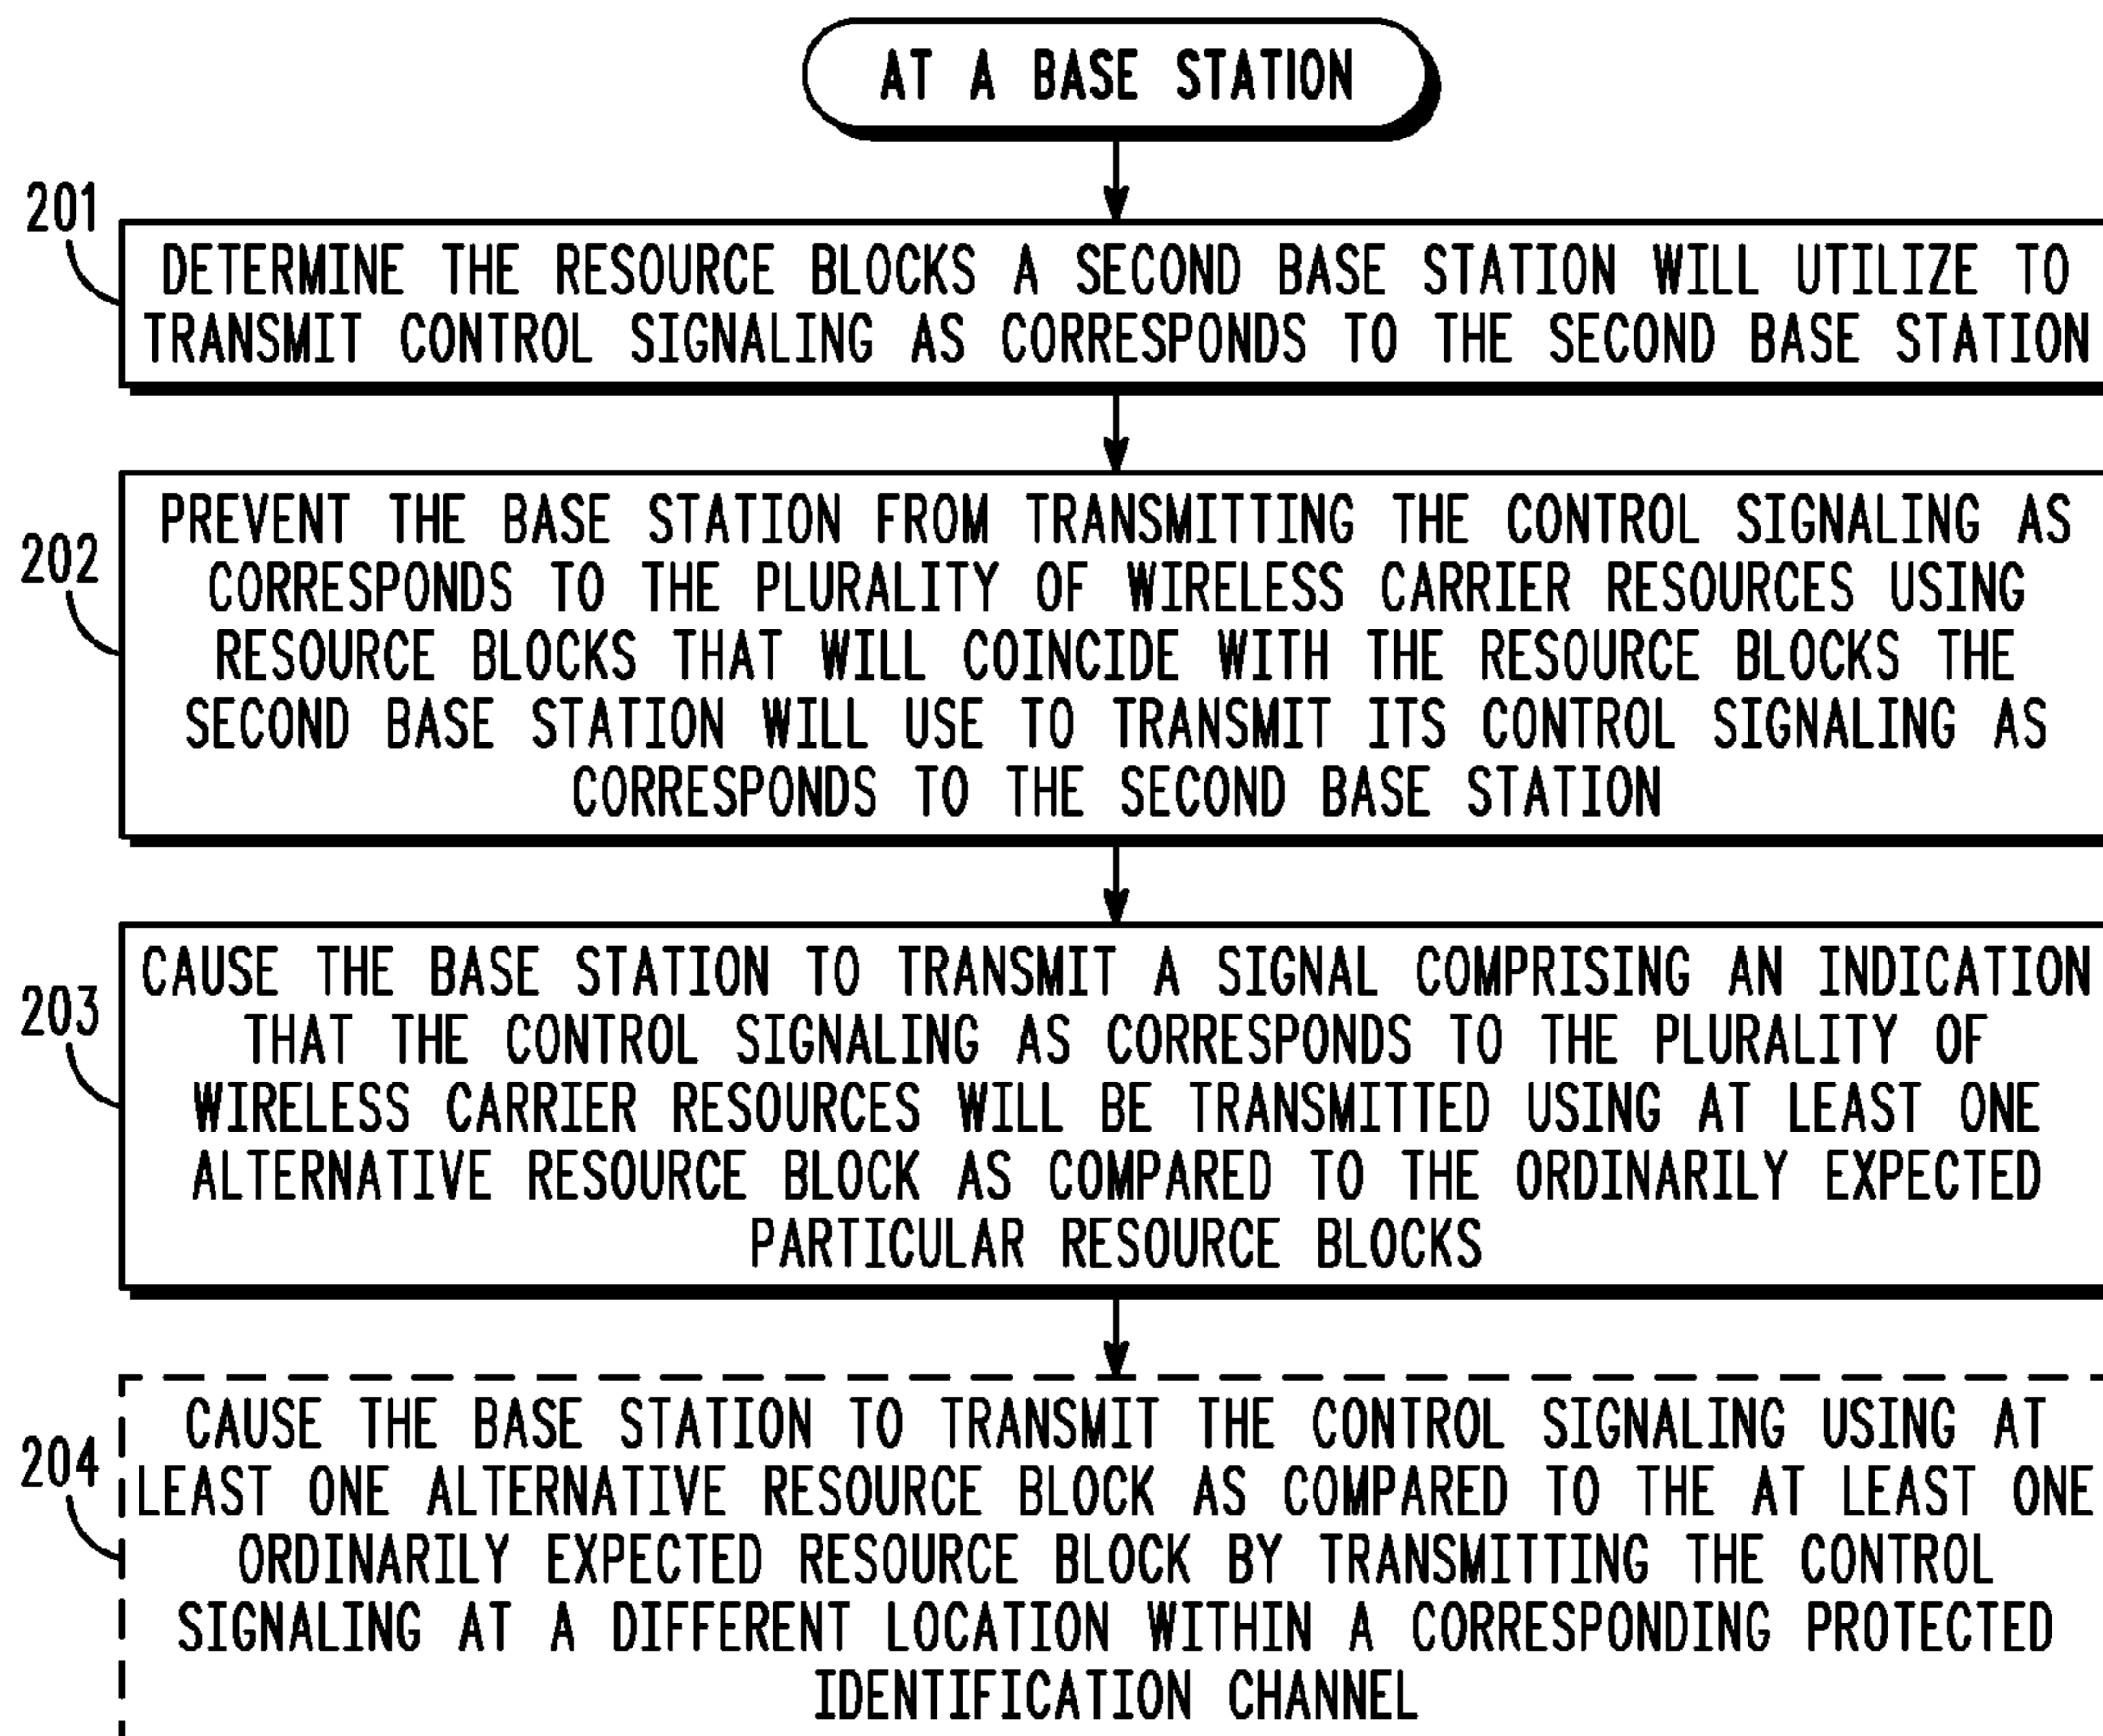 AT A BASE STATION
201
DETERMINE THE RESOURCE BLOCKS A SECOND BASE STATION WILL UTILIZE TO
TRANSMIT CONTROL SIGNALING AS CORRESPONDS TO THE SECOND BASE STATION
202
PREVENT THE BASE STATION FROM TRANSMITTING THE CONTROL SIGNALING AS
CORRESPONDS TO THE PLURALITY OF WIRELESS CARRIER RESOURCES USING
RESOURCE BLOCKS THAT WILL COINCIDE WITH THE RESOURCE BLOCKS THE
SECOND BASE STATION WILL USE TO TRANSMIT ITS CONTROL SIGNALING AS
CORRESPONDS TO THE SECOND BASE STATION
203
CAUSE THE BASE STATION TO TRANSMIT A SIGNAL COMPRISING AN INDICATION
THAT THE CONTROL SIGNALING AS CORRESPONDS TO THE PLURALITY OF
WIRELESS CARRIER RESOURCES WILL BE TRANSMITTED USING AT LEAST ONE
ALTERNATIVE RESOURCE BLOCK AS COMPARED TO THE ORDINARILY EXPECTED
PARTICULAR RESOURCE BLOCKS
204
CAUSE THE BASE STATION TO TRANSMIT THE CONTROL SIGNALING USING AT
LEAST ONE ALTERNATIVE RESOURCE BLOCK AS COMPARED TO THE AT LEAST ONE
ORDINARILY EXPECTED RESOURCE BLOCK BY TRANSMITTING THE CONTROL
SIGNALING AT A DIFFERENT LOCATION WITHIN A CORRESPONDING PROTECTED
IDENTIFICATION CHANNEL